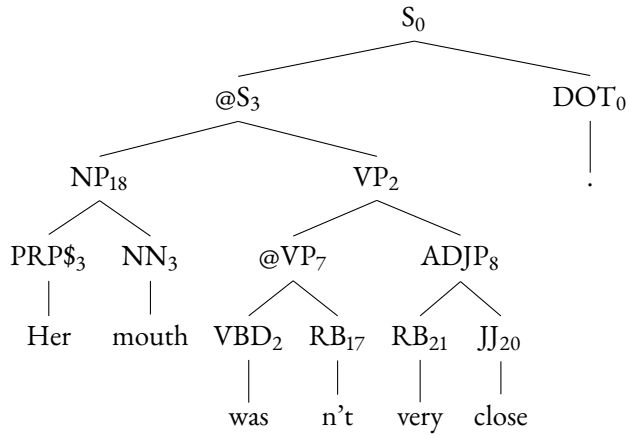 S₀
@S₃ DOT₀
NP₁₈ VP₂ .
PRP$₃ NN₃ @VP₇ ADJP₈
Her mouth VBD₂ RB₁₇ RB₂₁ JJ₂₀
was n’t very close